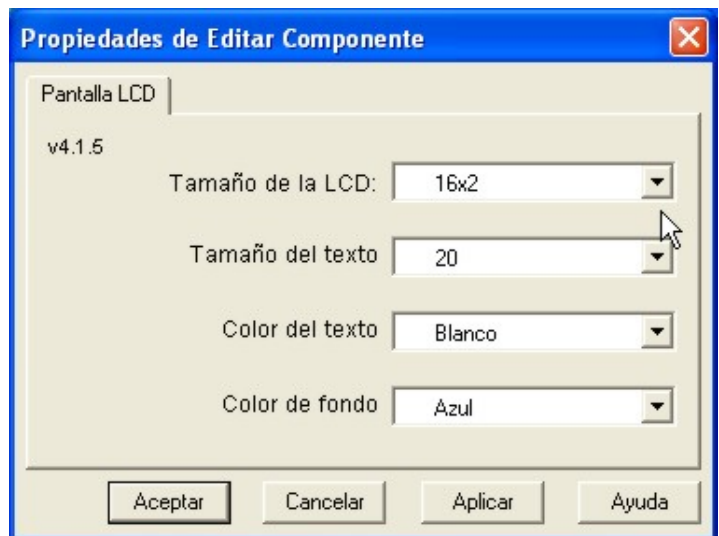 Propiedades de Editar Componente
Pantalla LCD
v4.1.5
Tamaño de la LCD: 16x2
Tamaño del texto 20
Color del texto Blanco
Color de fondo Azul
Aceptar Cancelar Aplicar Ayuda